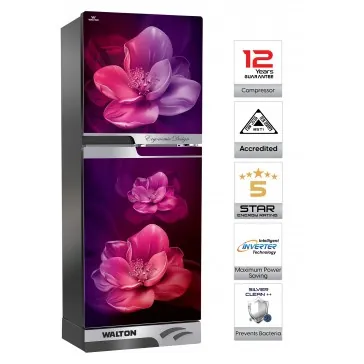 WALTON
Ergonomic Design
WALTON
12
Years
GUARANTEE
Compressor
BSTI
Accredited
5
STAR
ENERGY RATING
Intelligent
INVERTER
Technology
Maximum Power
Saving
SILVER
CLEAN ++
Prevents Bacteria